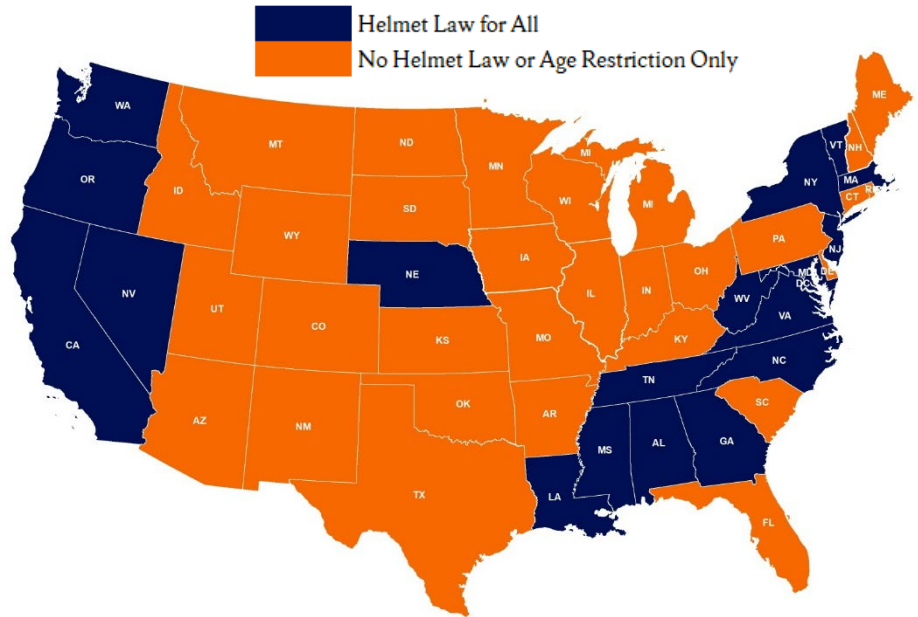 Helmet Law for All
No Helmet Law or Age Restriction Only
WA
ME
MT
ND
VT
NH
MN
MI
OR
ID
NY
MA
SD
WI
MI
CT
WY
PA
IA
NE
OH
NJ
NV
UT
IL
IN
MD
DE
DC
WV
CO
VA
CA
KS
MO
KY
NC
TN
OK
AZ
NM
AR
SC
MS
AL
GA
TX
LA
FL